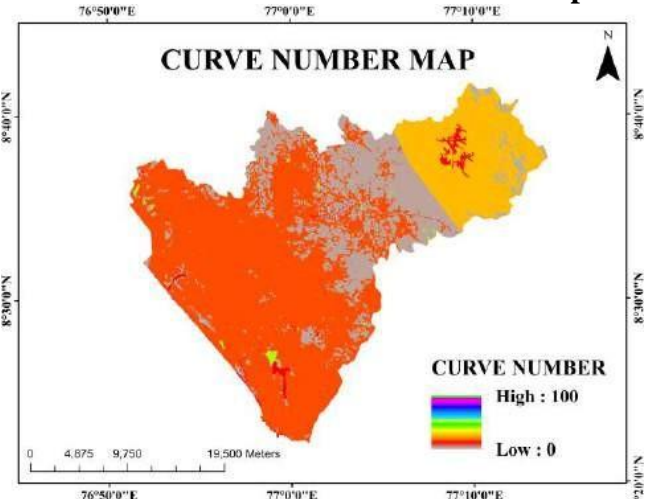 76°50'0"E 77°0'0"E 77°10'0"E
CURVE NUMBER MAP
N
8°40'0"N 8°40'0"N
8°30'0"N 8°30'0"N
CURVE NUMBER
High : 100
Low : 0
0 4,875 9,750 19,500 Meters
76°50'0"E 77°0'0"E 77°10'0"E